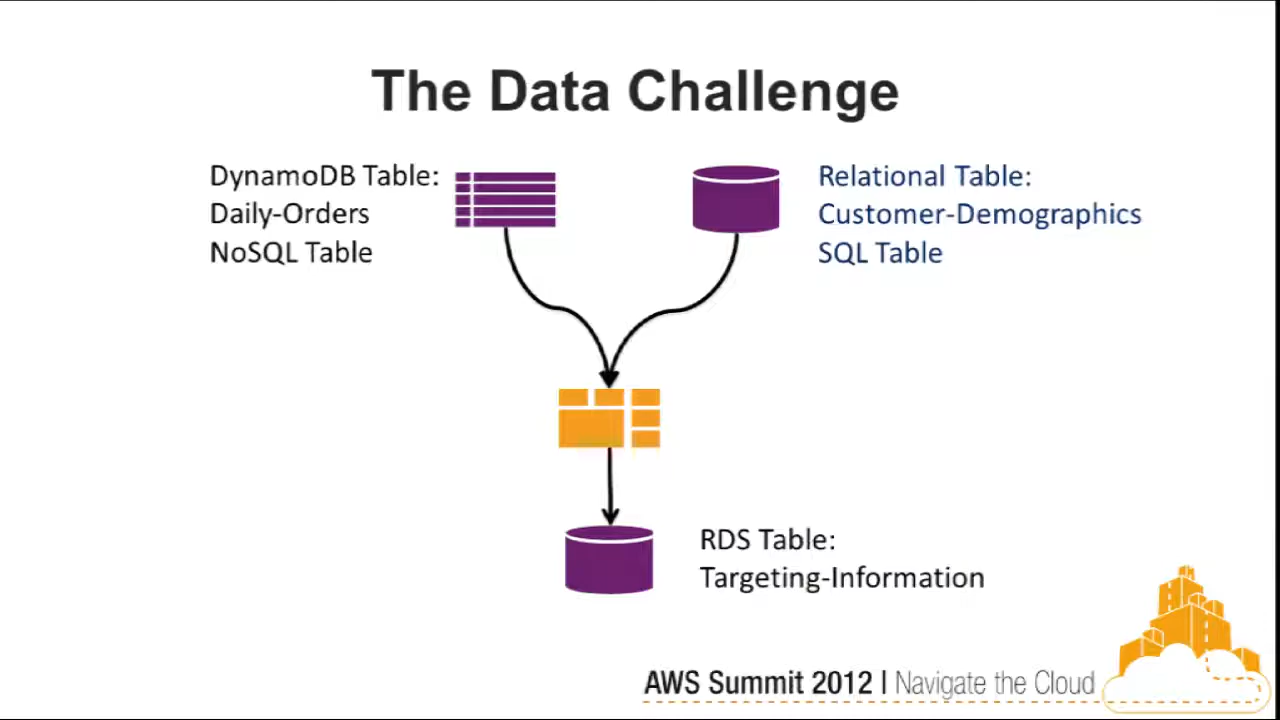 The Data Challenge
DynamoDB Table:
Daily-Orders
NoSQL Table
Relational Table:
Customer-Demographics
SQL Table
RDS Table:
Targeting-Information
AWS Summit 2012 | Navigate the Cloud